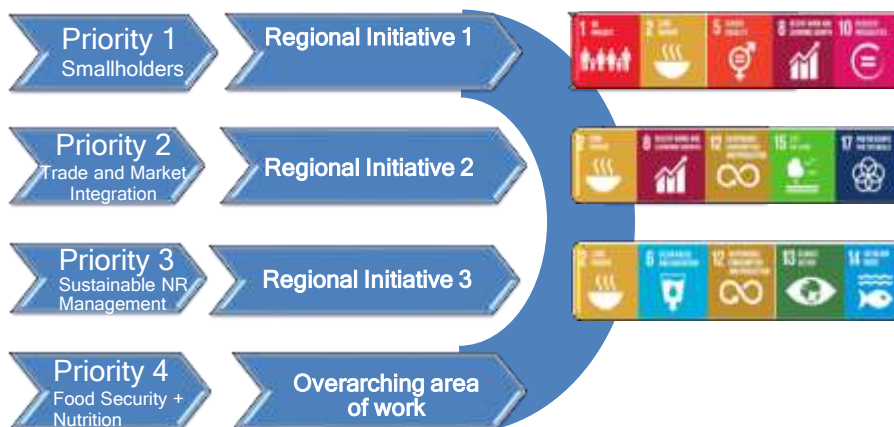 Priority 1
Smallholders
Regional Initiative 1
1
2
5
8
10
Priority 2
Trade and Market
Integration
Regional Initiative 2
2
8
12
15
17
Priority 3
Sustainable NR
Management
Regional Initiative 3
2
6
12
13
14
Priority 4
Food Security +
Nutrition
Overarching area
of work